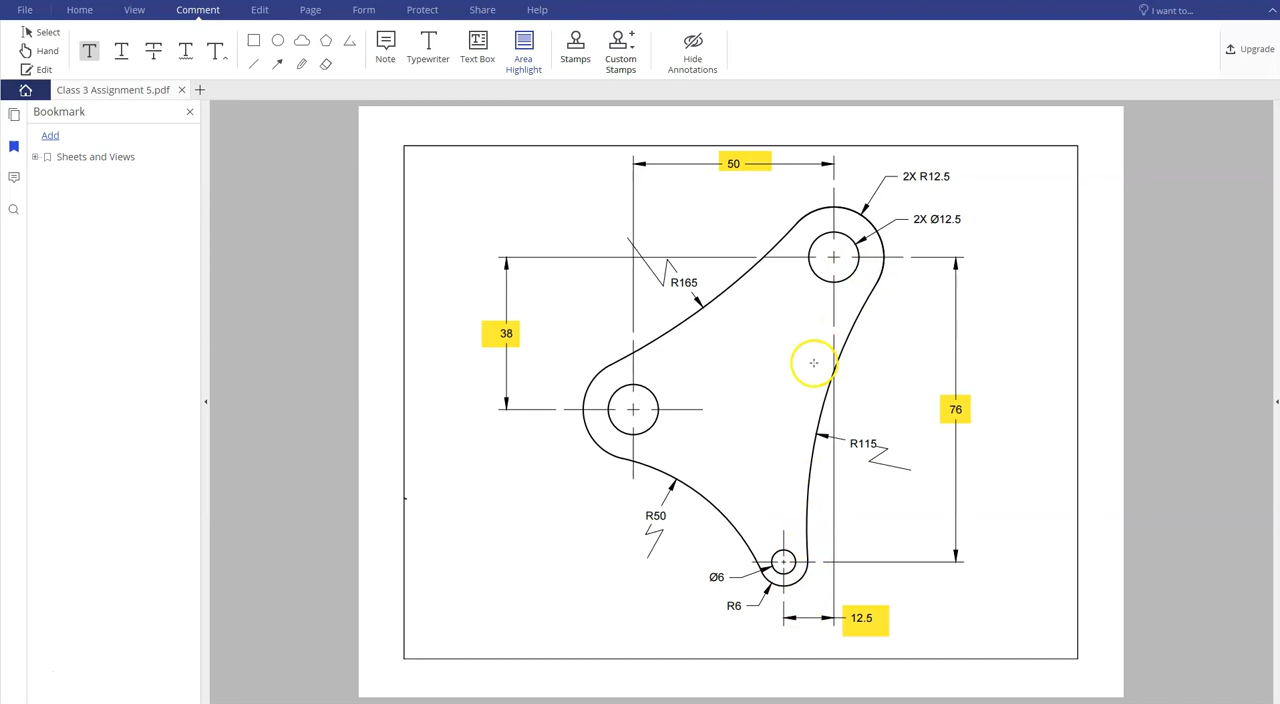 File Home View Comment Edit Page Form Protect Share Help I want to...
Select
Hand
Edit
T T T T T
Note Typewriter Text Box Area Highlight Stamps Custom Stamps Hide Annotations Upgrade
Class 3 Assignment 5.pdf
Bookmark
Add
Sheets and Views
50
2X R12.5
2X Ø12.5
R165
38
76
R115
R50
Ø6
R6
12.5